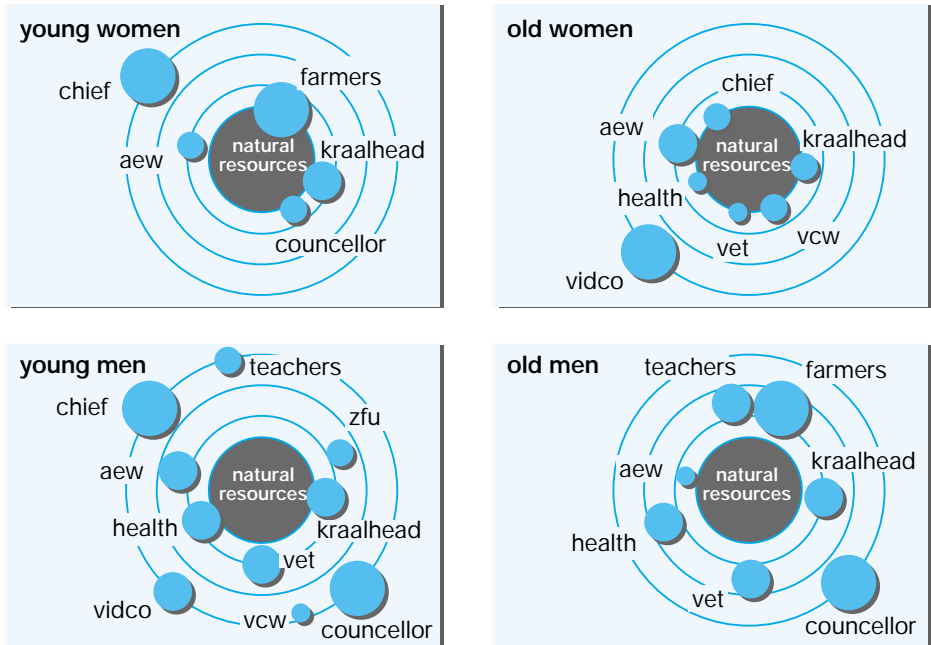 young women
chief
farmers
aew
natural
resources
kraalhead
councellor
old women
chief
aew
kraalhead
natural
resources
health
vcw
vet
vidco
young men
teachers
chief
zfu
aew
natural
resources
health
kraalhead
vet
vidco
vcw
councellor
old men
teachers
farmers
aew
kraalhead
natural
resources
health
vet
councellor